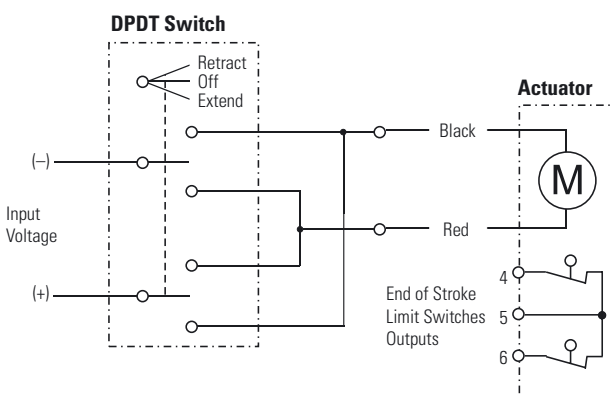 DPDT Switch
Retract
Off
Extend
Actuator
(–)
Black
M
Input
Voltage
Red
(+)
End of Stroke
Limit Switches
Outputs
4
5
6